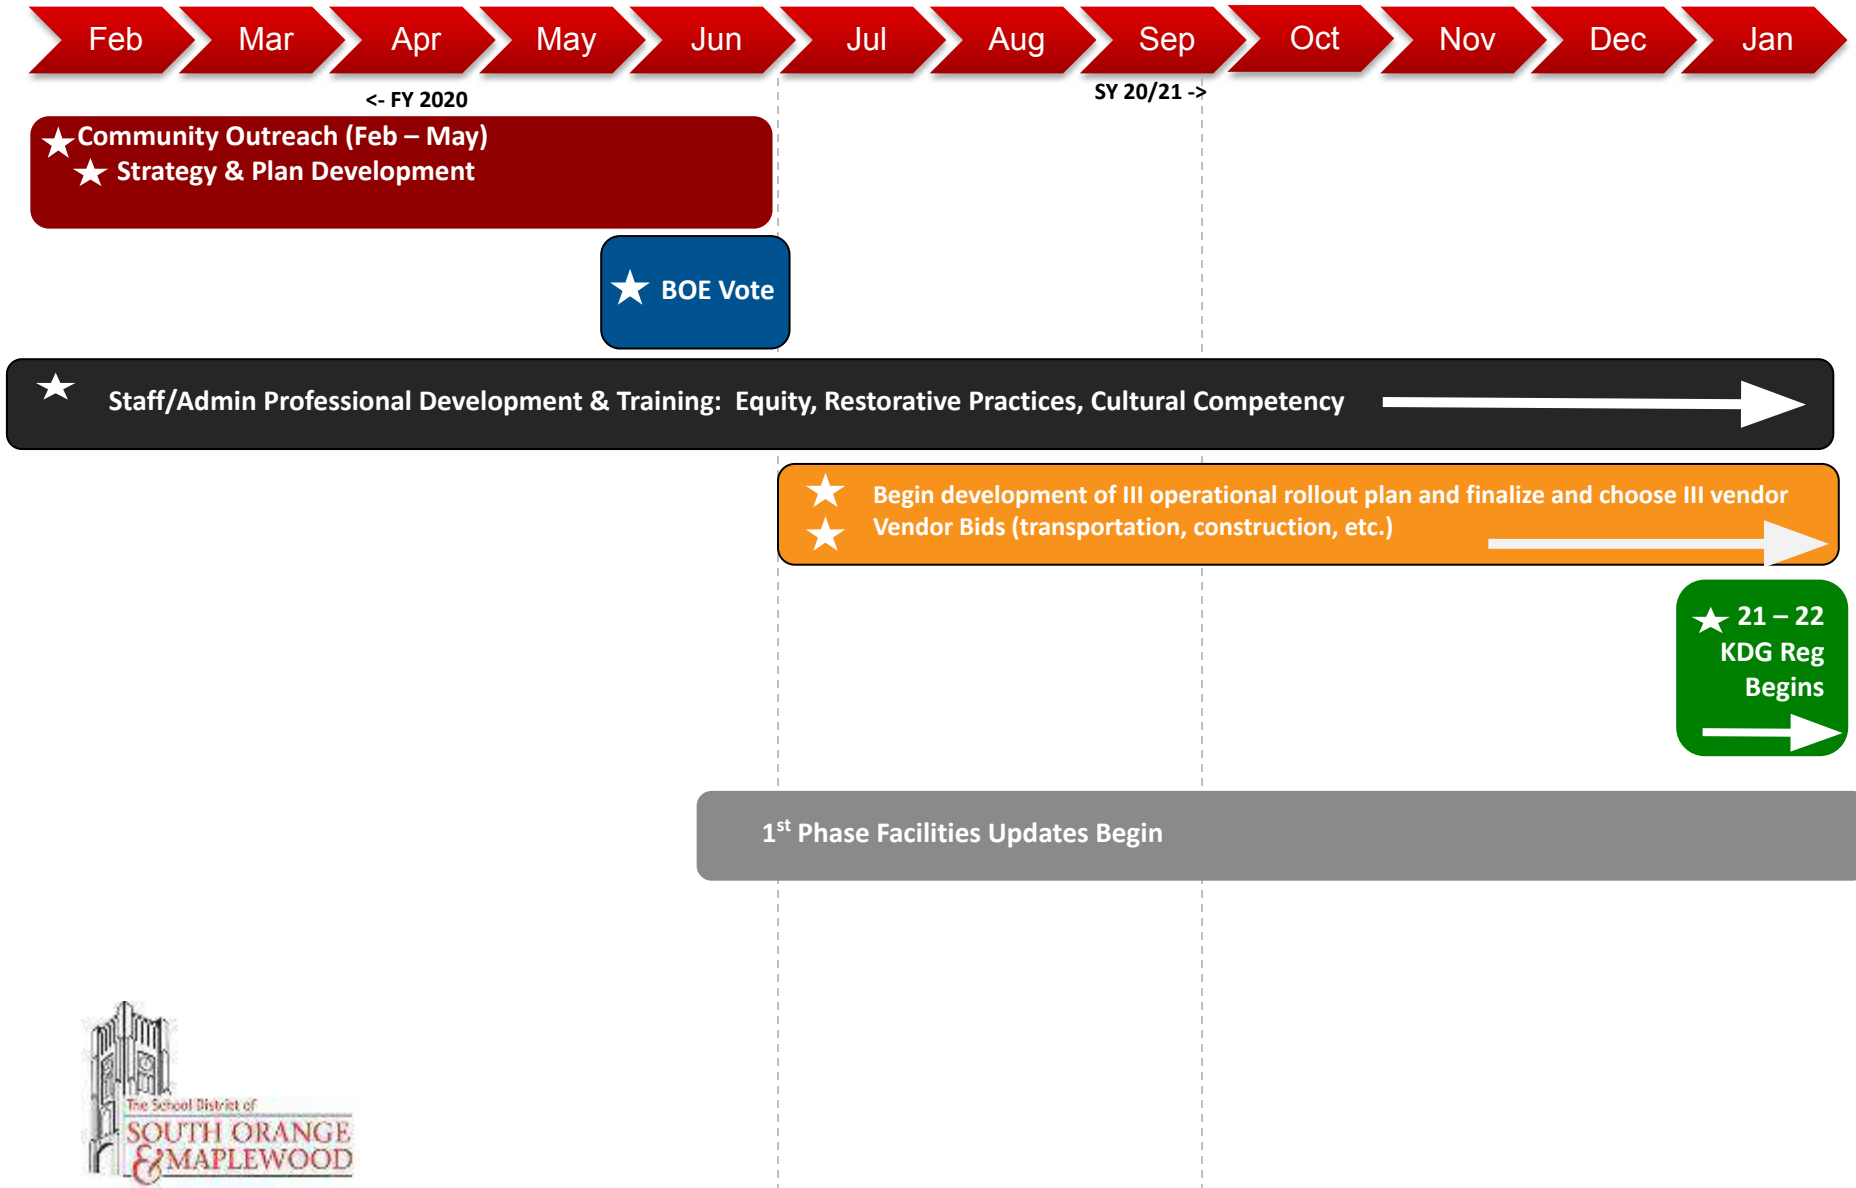 Feb Mar Apr May Jun Jul Aug Sep Oct Nov Dec Jan
<- FY 2020
SY 20/21 ->
Community Outreach (Feb – May)
Strategy & Plan Development
BOE Vote
Staff/Admin Professional Development & Training: Equity, Restorative Practices, Cultural Competency
Begin development of III operational rollout plan and finalize and choose III vendor
Vendor Bids (transportation, construction, etc.)
21 – 22
KDG Reg
Begins
1st Phase Facilities Updates Begin
The School District of
SOUTH ORANGE
&MAPLEWOOD